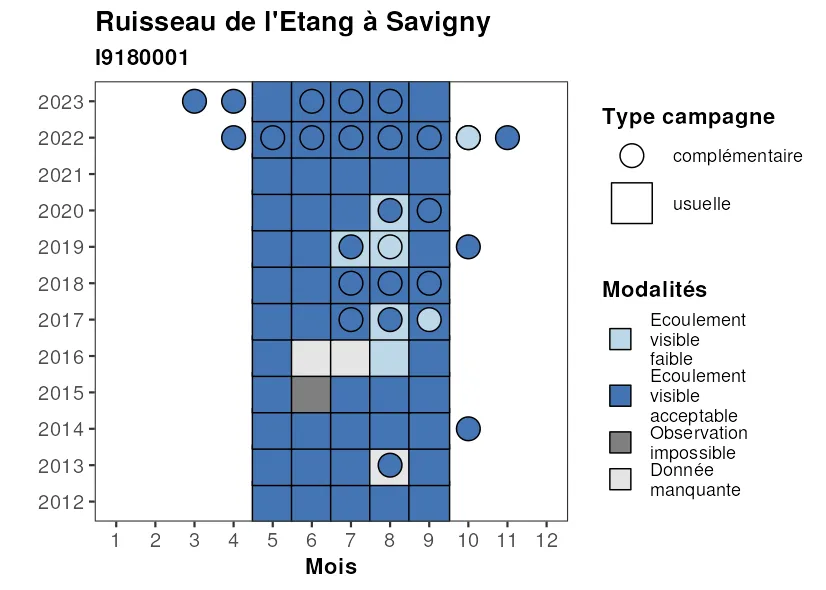 Ruisseau de l'Etang à Savigny
I9180001
2023
2022
2021
2020
2019
2018
2017
2016
2015
2014
2013
2012
1 2 3 4 5 6 7 8 9 10 11 12
Mois
Type campagne
complémentaire
usuelle
Modalités
Ecoulement
visible
faible
Ecoulement
visible
acceptable
Observation
impossible
Donnée
manquante